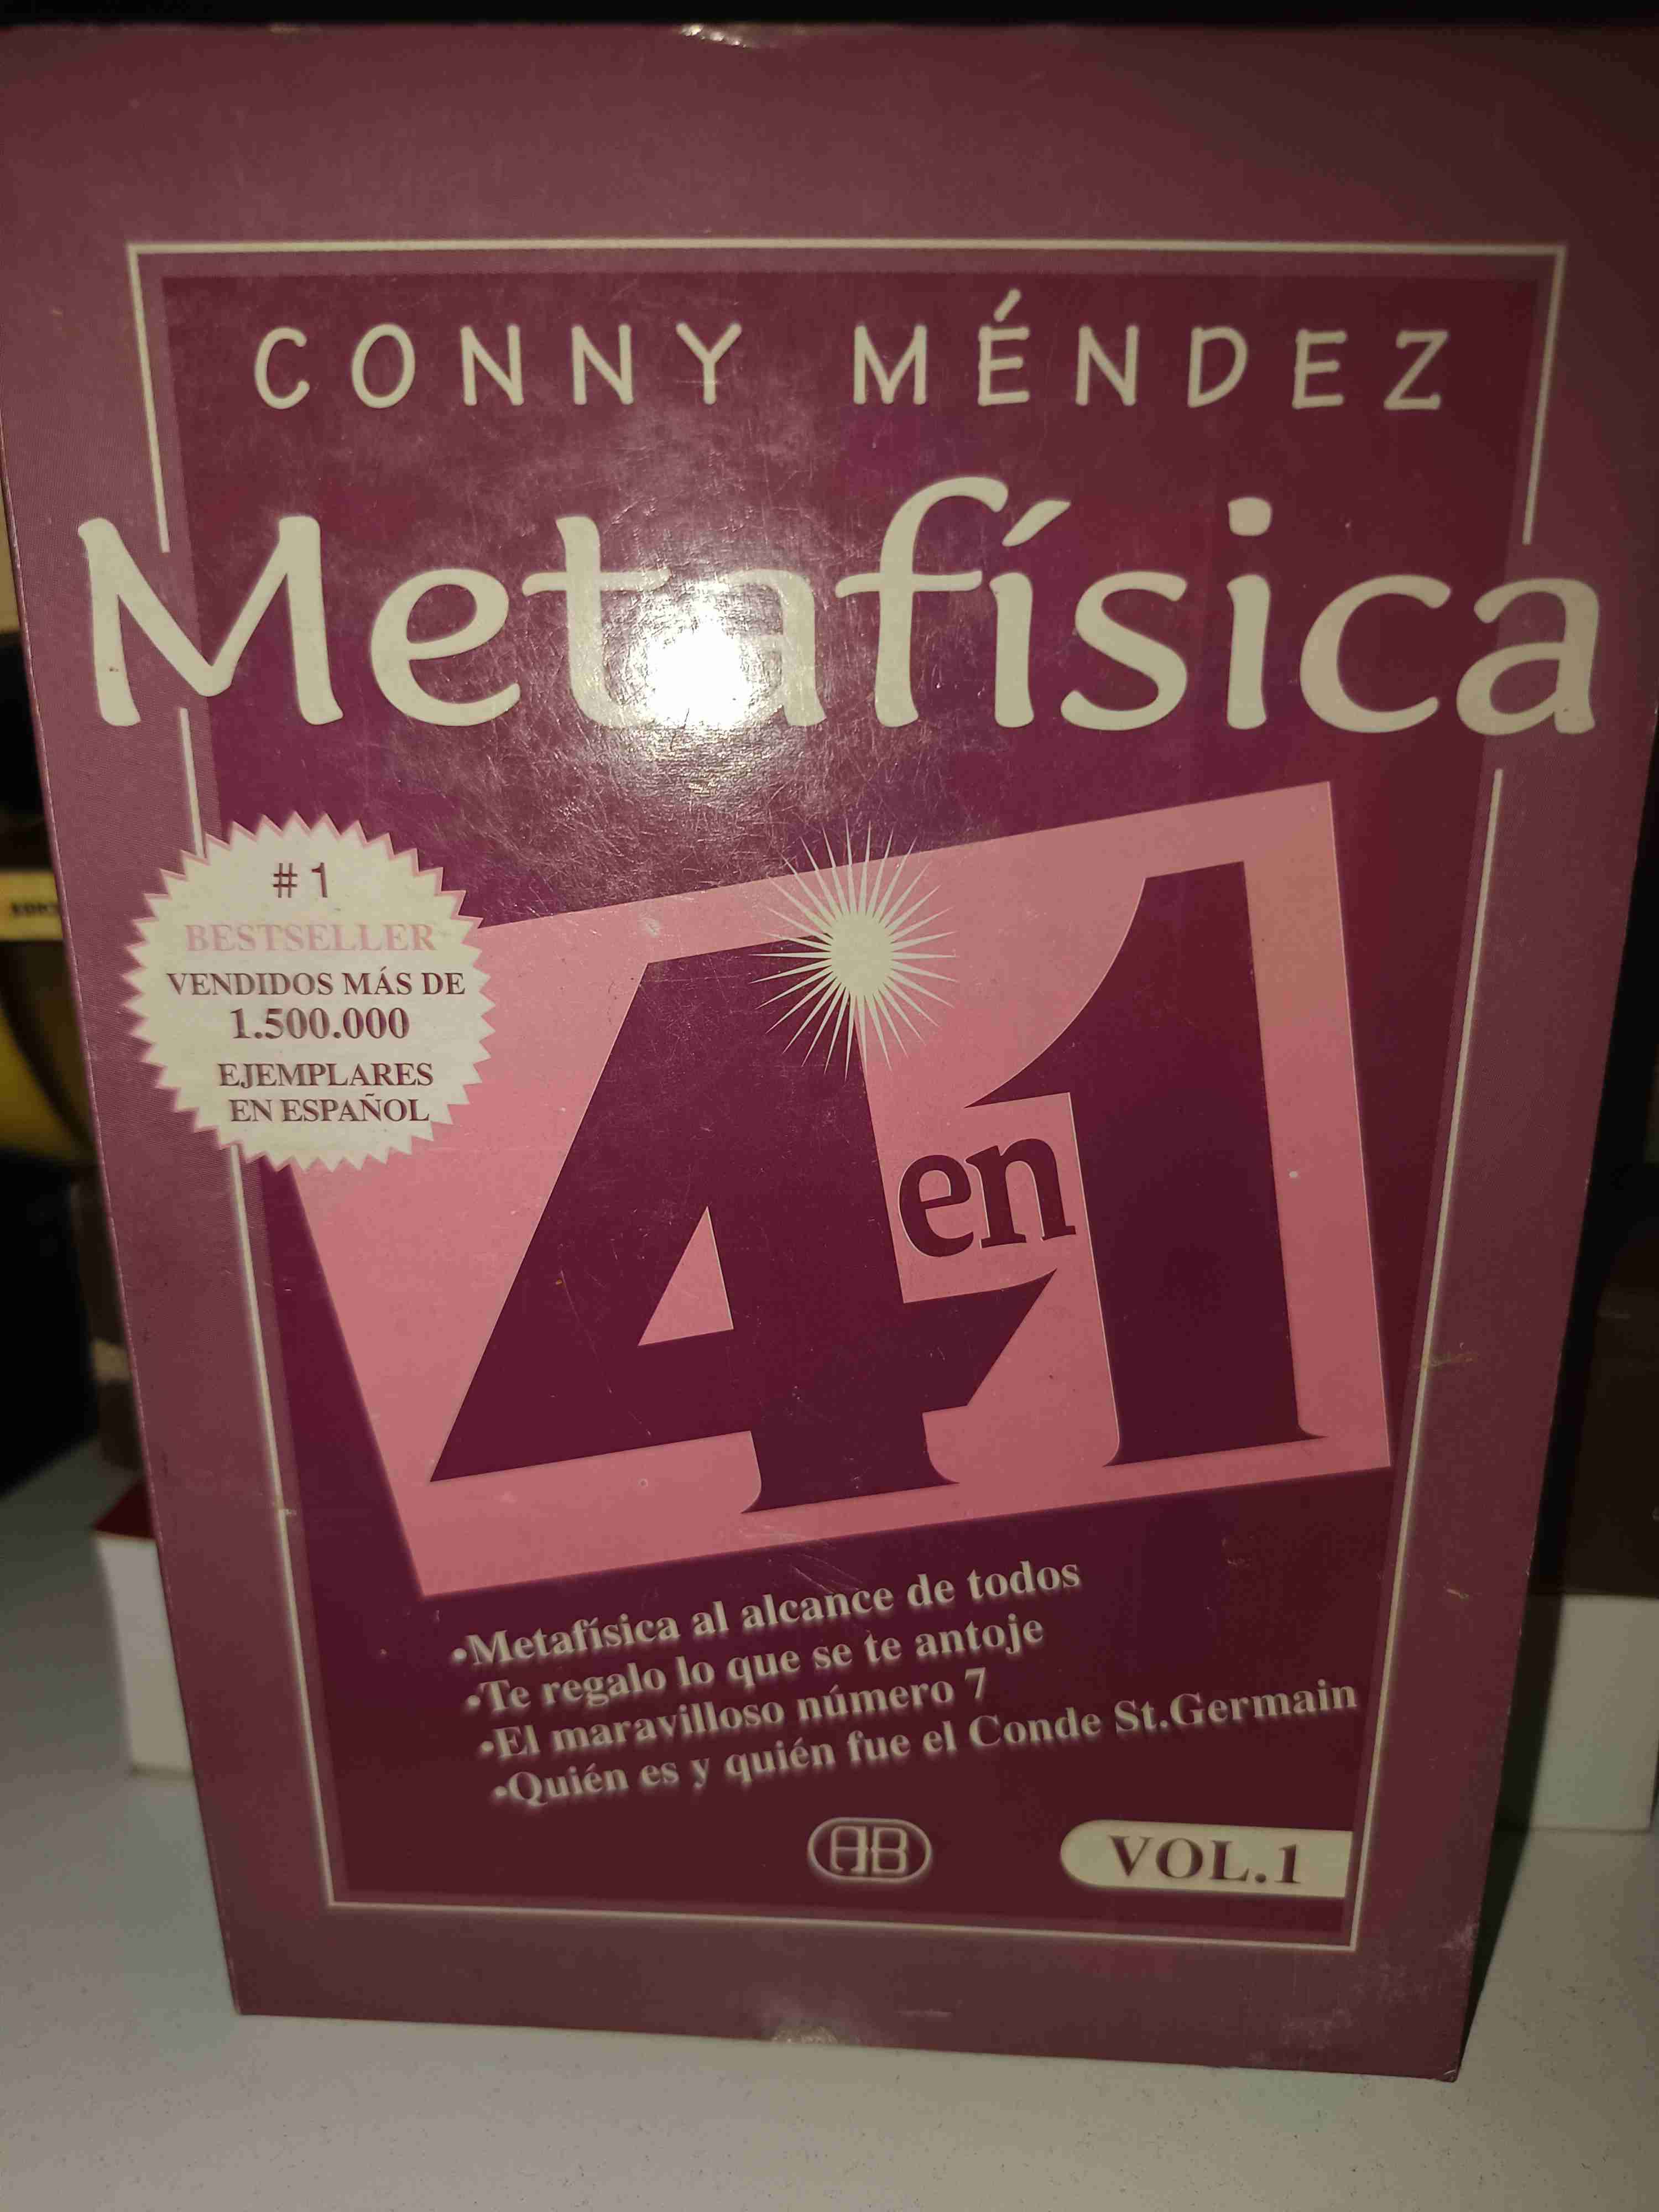 CONNY MÉNDEZ
Metafísica
# 1
BESTSELLER
VENDIDOS MÁS DE
1.500.000
EJEMPLARES
EN ESPAÑOL
4 en 1
•Metafísica al alcance de todos
•Te regalo lo que se te antoje
•El maravilloso número 7
•Quién es y quién fue el Conde St.Germain
AB
VOL.1